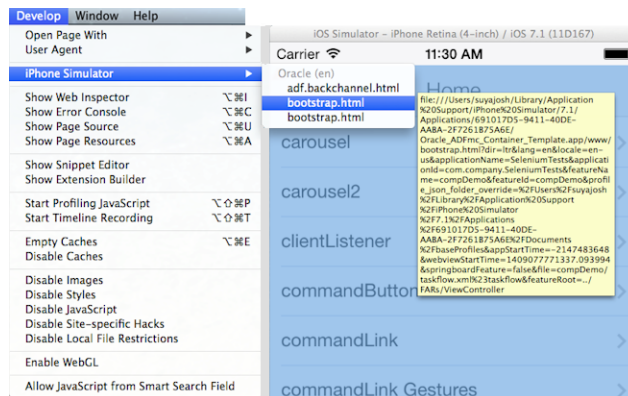 Develop Window Help
Open Page With
User Agent
iPhone Simulator
Show Web Inspector ⌥⌘I
Show Error Console ⌥⌘C
Show Page Source ⌥⌘U
Show Page Resources ⌥⌘A
Show Snippet Editor
Show Extension Builder
Start Profiling JavaScript ⌥⇧⌘P
Start Timeline Recording ⌥⇧⌘T
Empty Caches ⌥⌘E
Disable Caches
Disable Images
Disable Styles
Disable JavaScript
Disable Site-specific Hacks
Disable Local File Restrictions
Enable WebGL
Allow JavaScript from Smart Search Field
iOS Simulator – iPhone Retina (4-inch) / iOS 7.1 (11D167)
Carrier 11:30 AM
Home
Oracle (en)
adf.backchannel.html
bootstrap.html
bootstrap.html
file:///Users/suyajosh/Library/Application
%20Support/iPhone%20Simulator/7.1/
Applications/691017D5-9411-40DE-
AABA-2F7261B75A6E/
Oracle_ADFmc_Container_Template.app/www/
bootstrap.html?dir=ltr&lang=en&locale=en-
us&applicationName=SeleniumTests&applicati
onId=com.company.SeleniumTests&featureNa
me=compDemo&featureId=compDemo&profil
e_json_folder_override=%2FUsers%2Fsuyajosh
%2FLibrary%2FApplication%20Support
%2FiPhone%20Simulator
%2F7.1%2FApplications
%2F691017D5-9411-40DE-
AABA-2F7261B75A6E%2FDocuments
%2FbaseProfiles&appStartTime=-2147483648
&webviewStartTime=1409077771337.093994
&springboardFeature=false&file=compDemo/
taskflow.xml%23taskflow&featureRoot=../
FARs/ViewController
carousel
carousel2
clientListener
commandButton
commandLink
commandLink Gestures